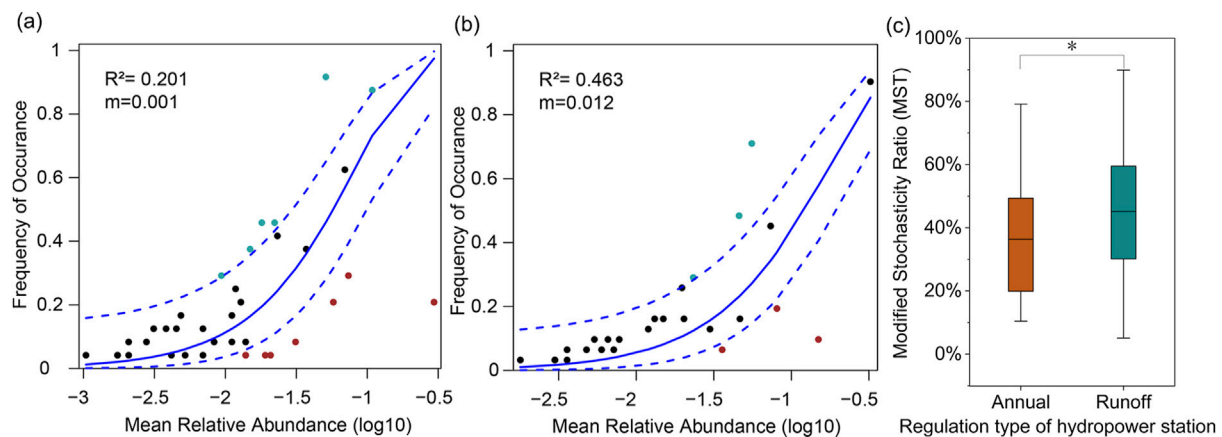 (a)
Frequency of Occurance
1
0.8
0.6
0.4
0.2
0
R²= 0.201
m=0.001
−3
−2.5
−2
−1.5
−1
−0.5
Mean Relative Abundance (log10)
(b)
Frequency of Occurance
1
0.8
0.6
0.4
0.2
0
R²= 0.463
m=0.012
−2.5
−2
−1.5
−1
−0.5
Mean Relative Abundance (log10)
(c)
Modified Stochasticity Ratio (MST)
100%
80%
60%
40%
20%
0%
*
Annual
Runoff
Regulation type of hydropower station